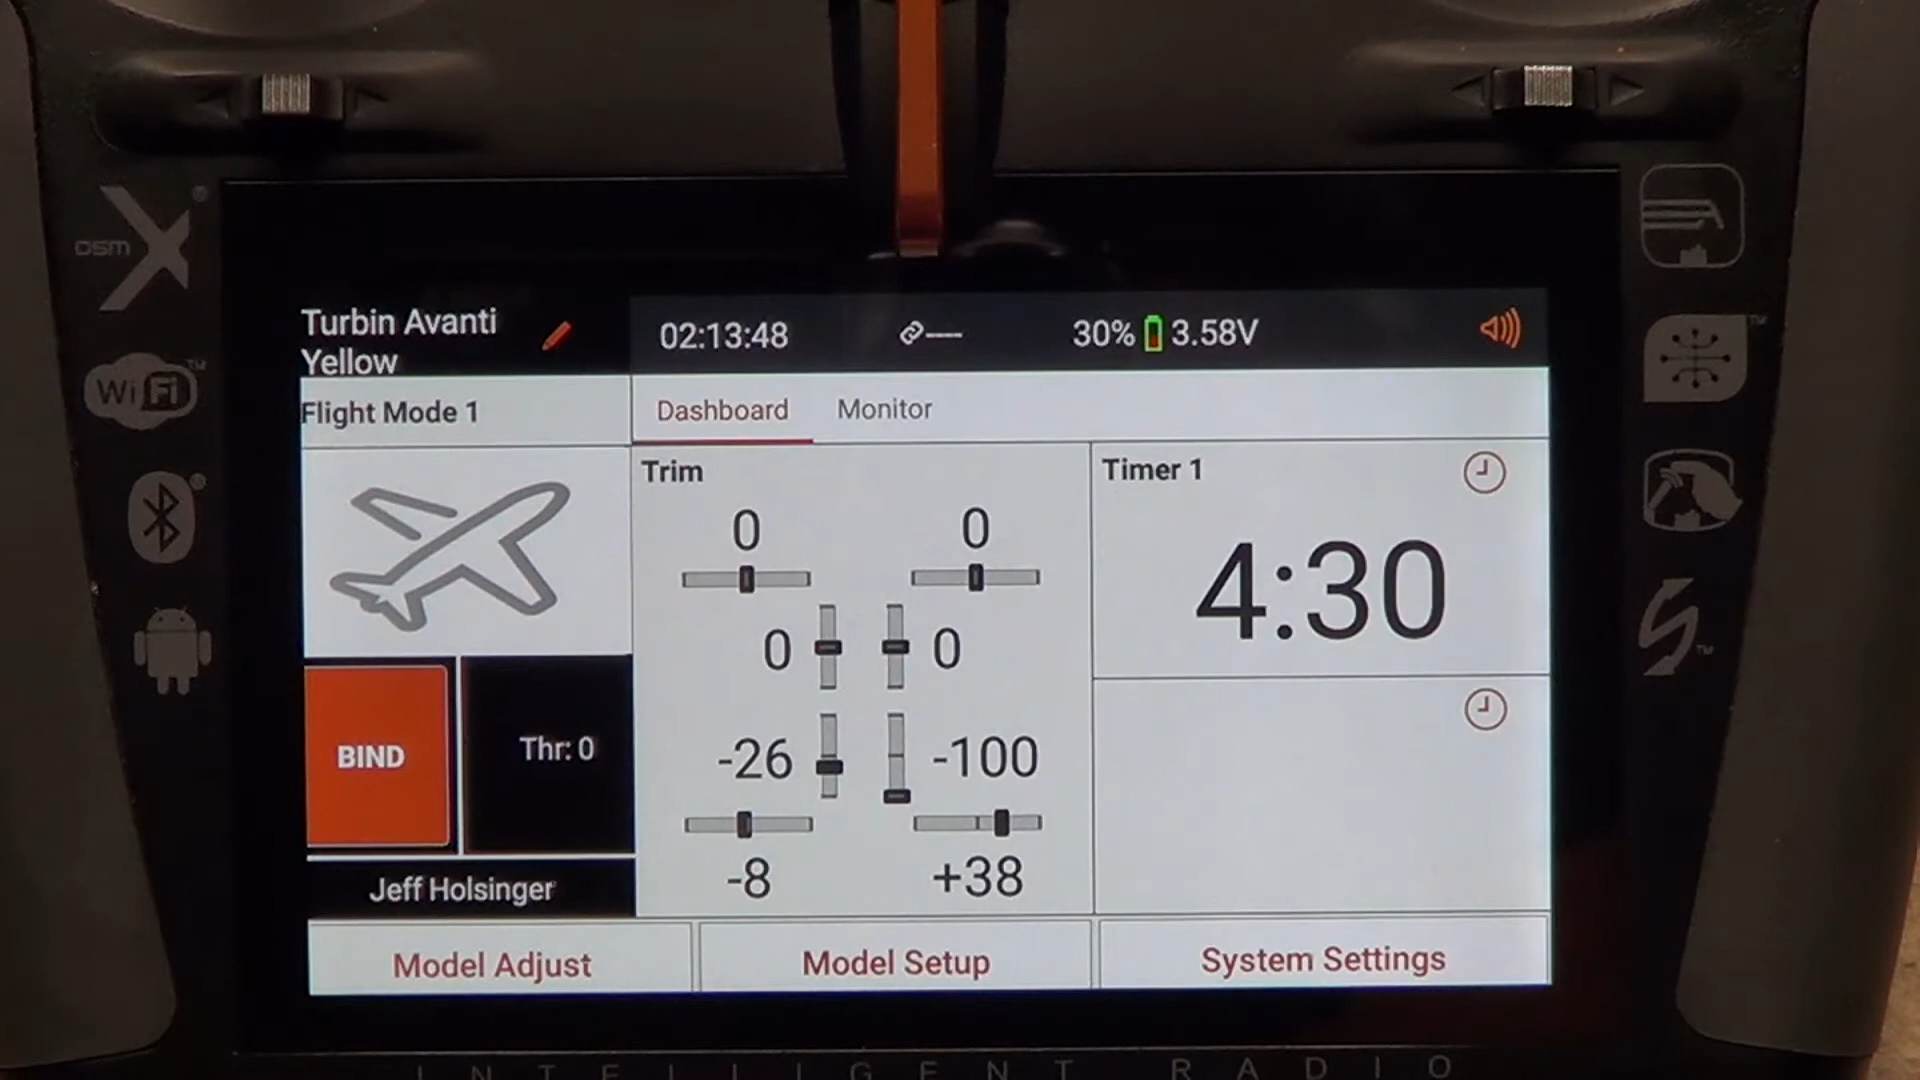 Turbin Avanti
Yellow
02:13:48
30% 3.58V
Flight Mode 1
Dashboard Monitor
Trim
0 0
0 0
-26 -100
-8 +38
Timer 1
4:30
BIND
Thr: 0
Jeff Holsinger
Model Adjust Model Setup System Settings
DSM X
WiFi
INTELLIGENT RADIO